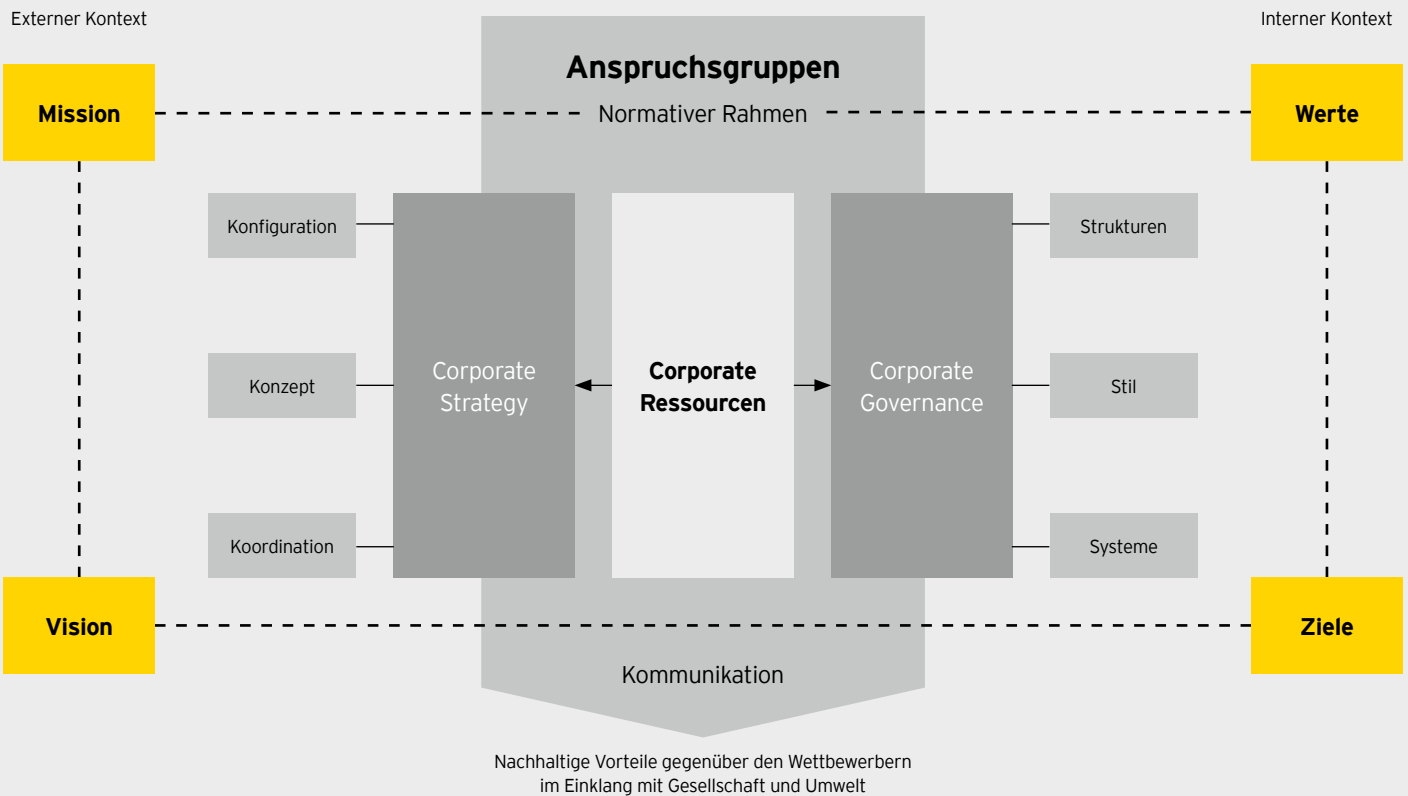 Externer Kontext
Interner Kontext
Anspruchsgruppen
Mission
Normativer Rahmen
Werte
Konfiguration
Strukturen
Konzept
Corporate
Strategy
Corporate
Ressourcen
Corporate
Governance
Stil
Koordination
Systeme
Vision
Ziele
Kommunikation
Nachhaltige Vorteile gegenüber den Wettbewerbern
im Einklang mit Gesellschaft und Umwelt